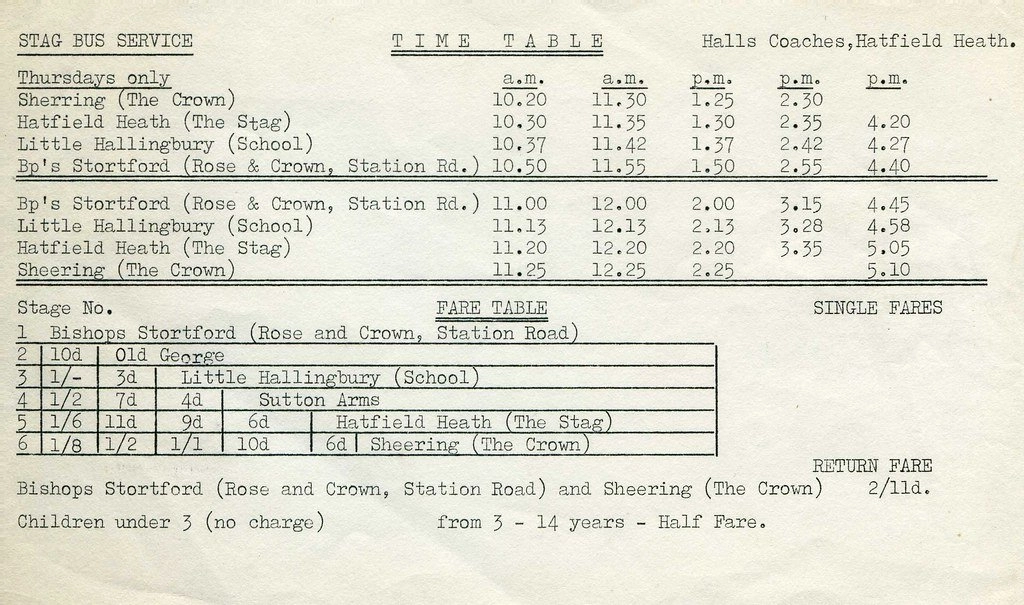 STAG BUS SERVICE T I M E T A B L E Halls Coaches,Hatfield Heath.
Thursdays only a.m. a.m. p.m. p.m. p.m.
Sherring (The Crown) 10.20 11.30 1.25 2.30
Hatfield Heath (The Stag) 10.30 11.35 1.30 2.35 4.20
Little Hallingbury (School) 10.37 11.42 1.37 2.42 4.27
Bp's Stortford (Rose & Crown, Station Rd.) 10.50 11.55 1.50 2.55 4.40
Bp's Stortford (Rose & Crown, Station Rd.) 11.00 12.00 2.00 3.15 4.45
Little Hallingbury (School) 11.13 12.13 2.13 3.28 4.58
Hatfield Heath (The Stag) 11.20 12.20 2.20 3.35 5.05
Sheering (The Crown) 11.25 12.25 2.25 5.10
Stage No. FARE TABLE SINGLE FARES
1 Bishops Stortford (Rose and Crown, Station Road)
2 10d Old George
3 1/- 3d Little Hallingbury (School)
4 1/2 7d 4d Sutton Arms
5 1/6 11d 9d 6d Hatfield Heath (The Stag)
6 1/8 1/2 1/1 10d 6d Sheering (The Crown)
RETURN FARE
Bishops Stortford (Rose and Crown, Station Road) and Sheering (The Crown) 2/11d.
Children under 3 (no charge) from 3 - 14 years - Half Fare.